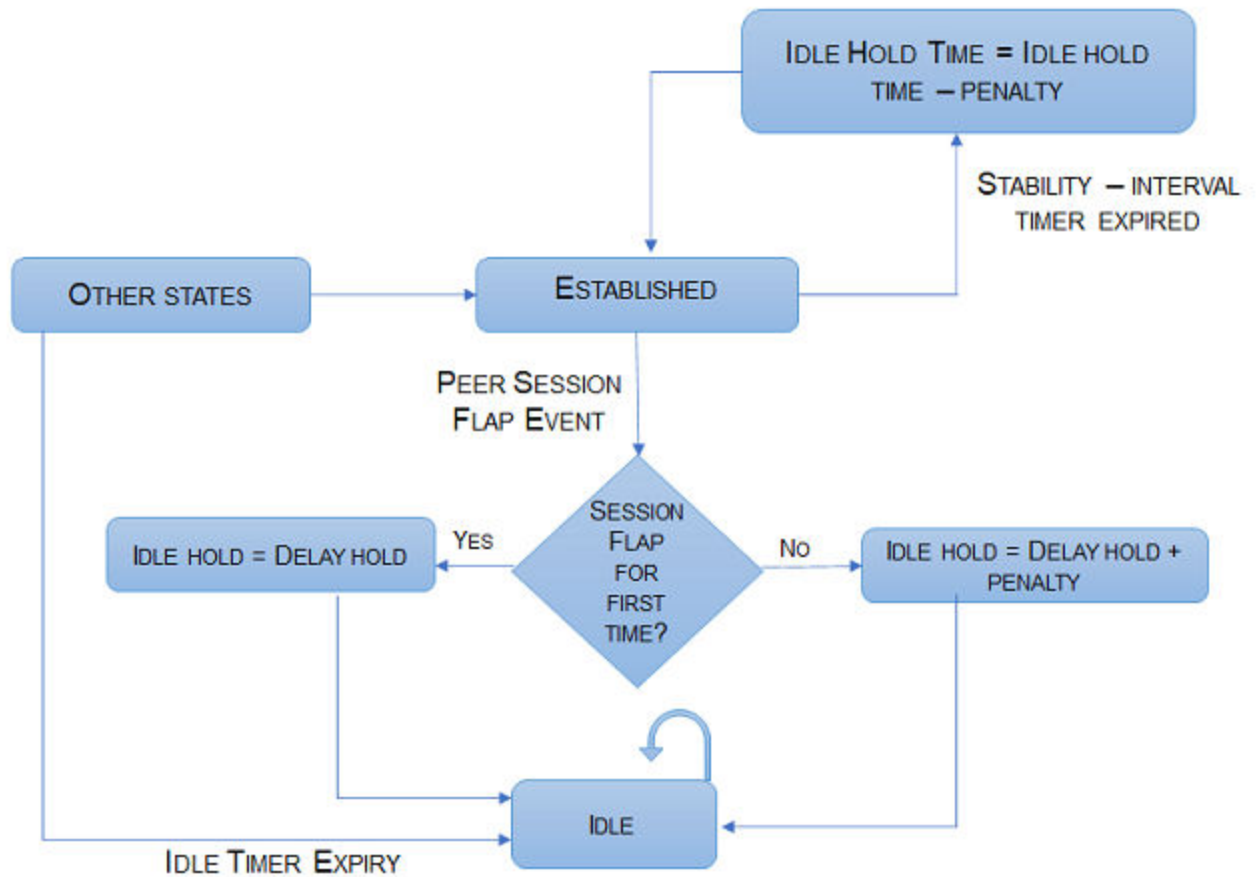 IDLE HOLD TIME = IDLE HOLD
TIME – PENALTY
STABILITY – INTERVAL
TIMER EXPIRED
OTHER STATES
ESTABLISHED
PEER SESSION
FLAP EVENT
SESSION
FLAP
FOR
FIRST
TIME?
YES
NO
IDLE HOLD = DELAY HOLD
IDLE HOLD = DELAY HOLD +
PENALTY
IDLE
IDLE TIMER EXPIRY